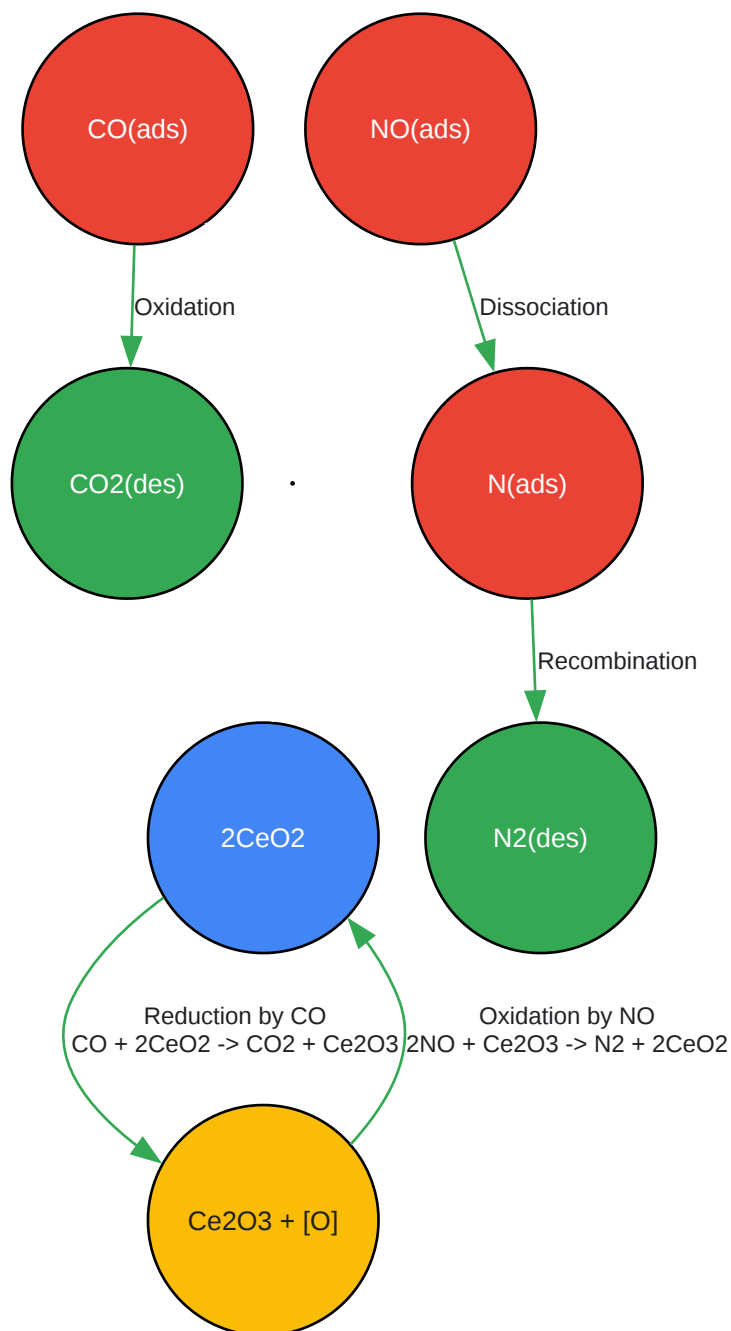 CO(ads)
NO(ads)
Oxidation
Dissociation
CO2(des)
N(ads)
Recombination
2CeO2
N2(des)
Reduction by CO
CO + 2CeO2 -> CO2 + Ce2O3
Oxidation by NO
2NO + Ce2O3 -> N2 + 2CeO2
Ce2O3 + [O]